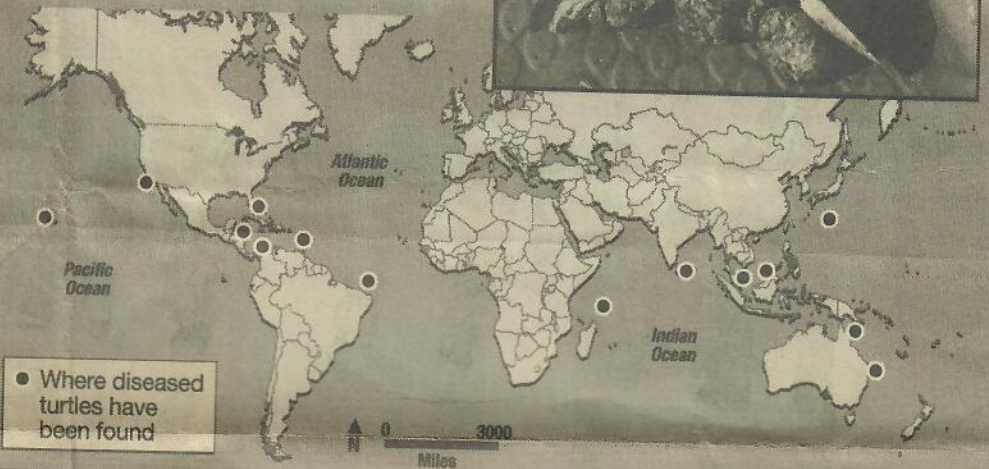 Atlantic
Ocean
Pacific
Ocean
Indian
Ocean
Where diseased
turtles have
been found
N
0 3000
Miles